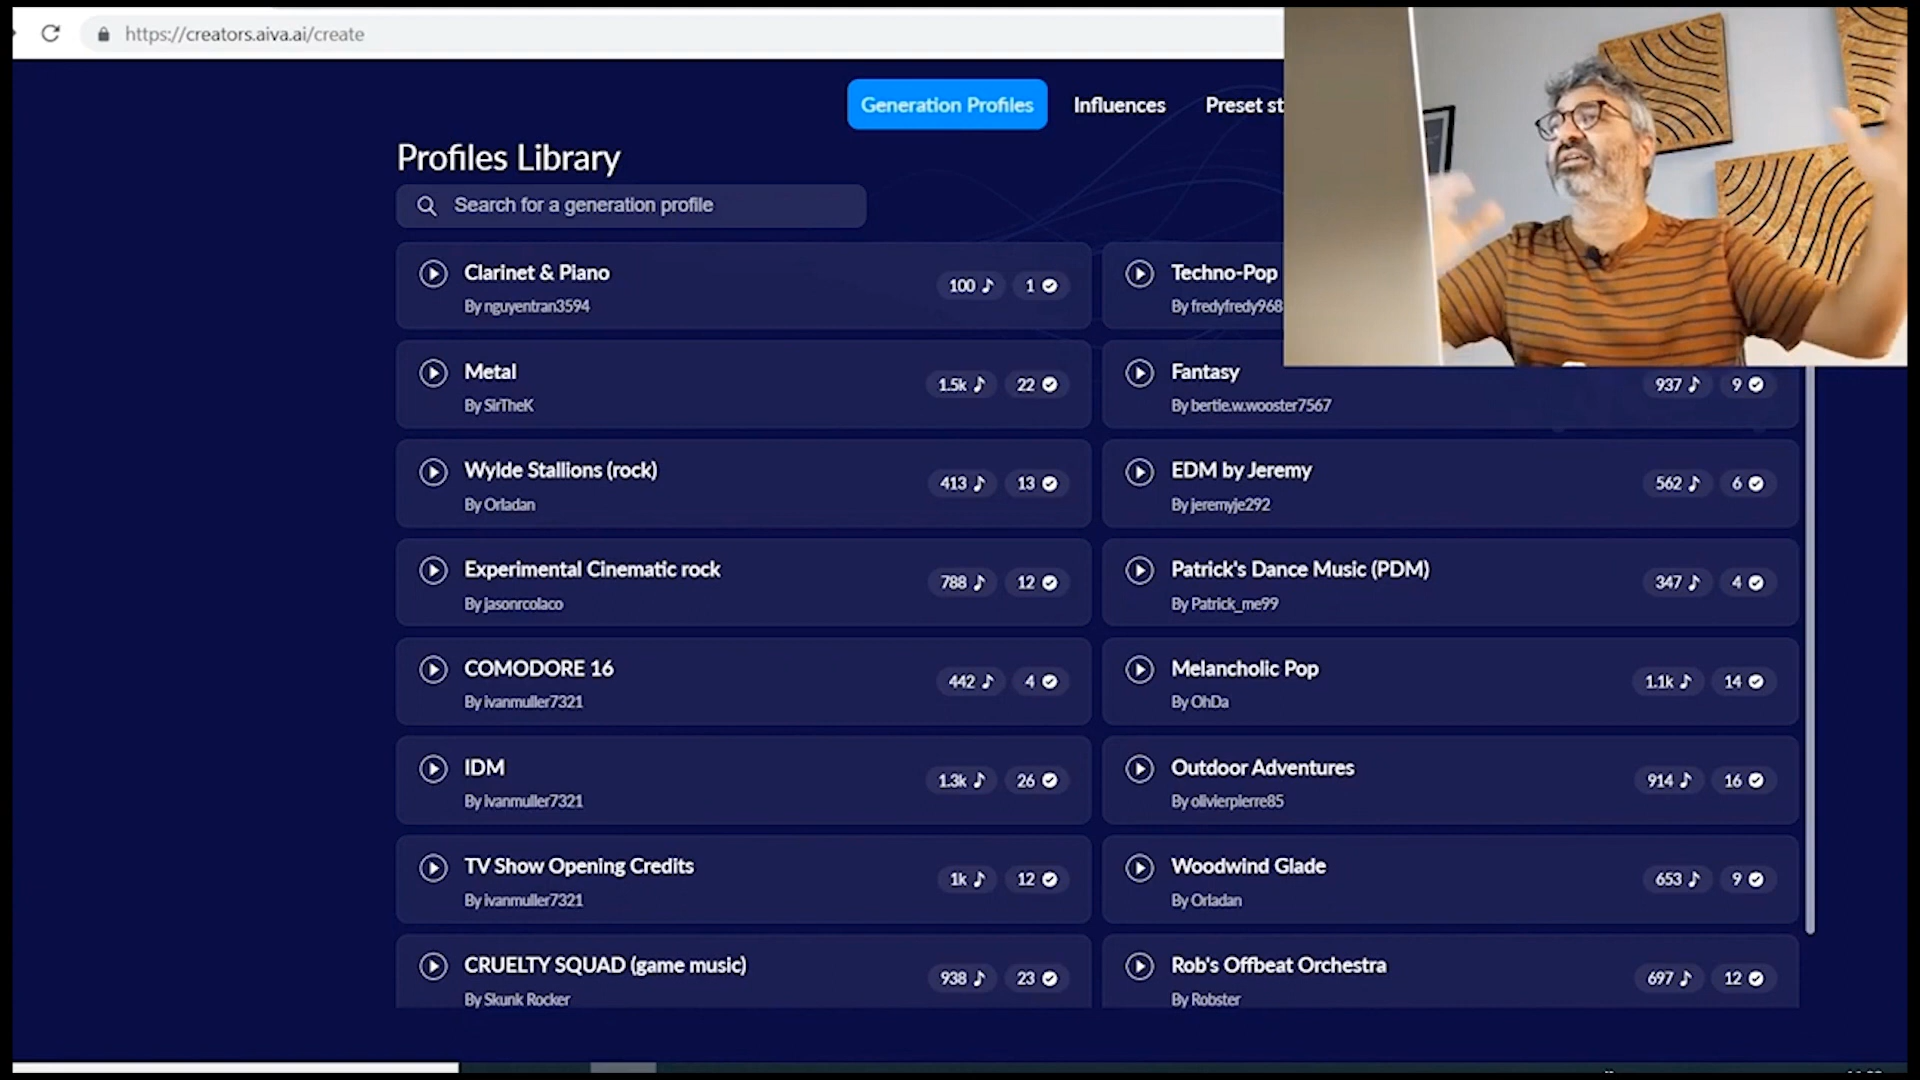 https://creators.aiva.ai/create
Generation Profiles
Influences
Preset st
Profiles Library
Search for a generation profile
Clarinet & Piano
By nguyentran3594
100
1
Techno-Pop
By fredyfredy968
Metal
By SirTheK
1.5k
22
Fantasy
By bertie.w.wooster7567
937
9
Wylde Stallions (rock)
By Orladan
413
13
EDM by Jeremy
By jeremyje292
562
6
Experimental Cinematic rock
By jasonrcolaco
788
12
Patrick's Dance Music (PDM)
By Patrick_me99
347
4
COMODORE 16
By ivanmuller7321
442
4
Melancholic Pop
By OhDa
1.1k
14
IDM
By ivanmuller7321
1.3k
26
Outdoor Adventures
By olivierpierre85
914
16
TV Show Opening Credits
By ivanmuller7321
1k
12
Woodwind Glade
By Orladan
653
9
CRUELTY SQUAD (game music)
By Skunk Rocker
938
23
Rob's Offbeat Orchestra
By Robster
697
12